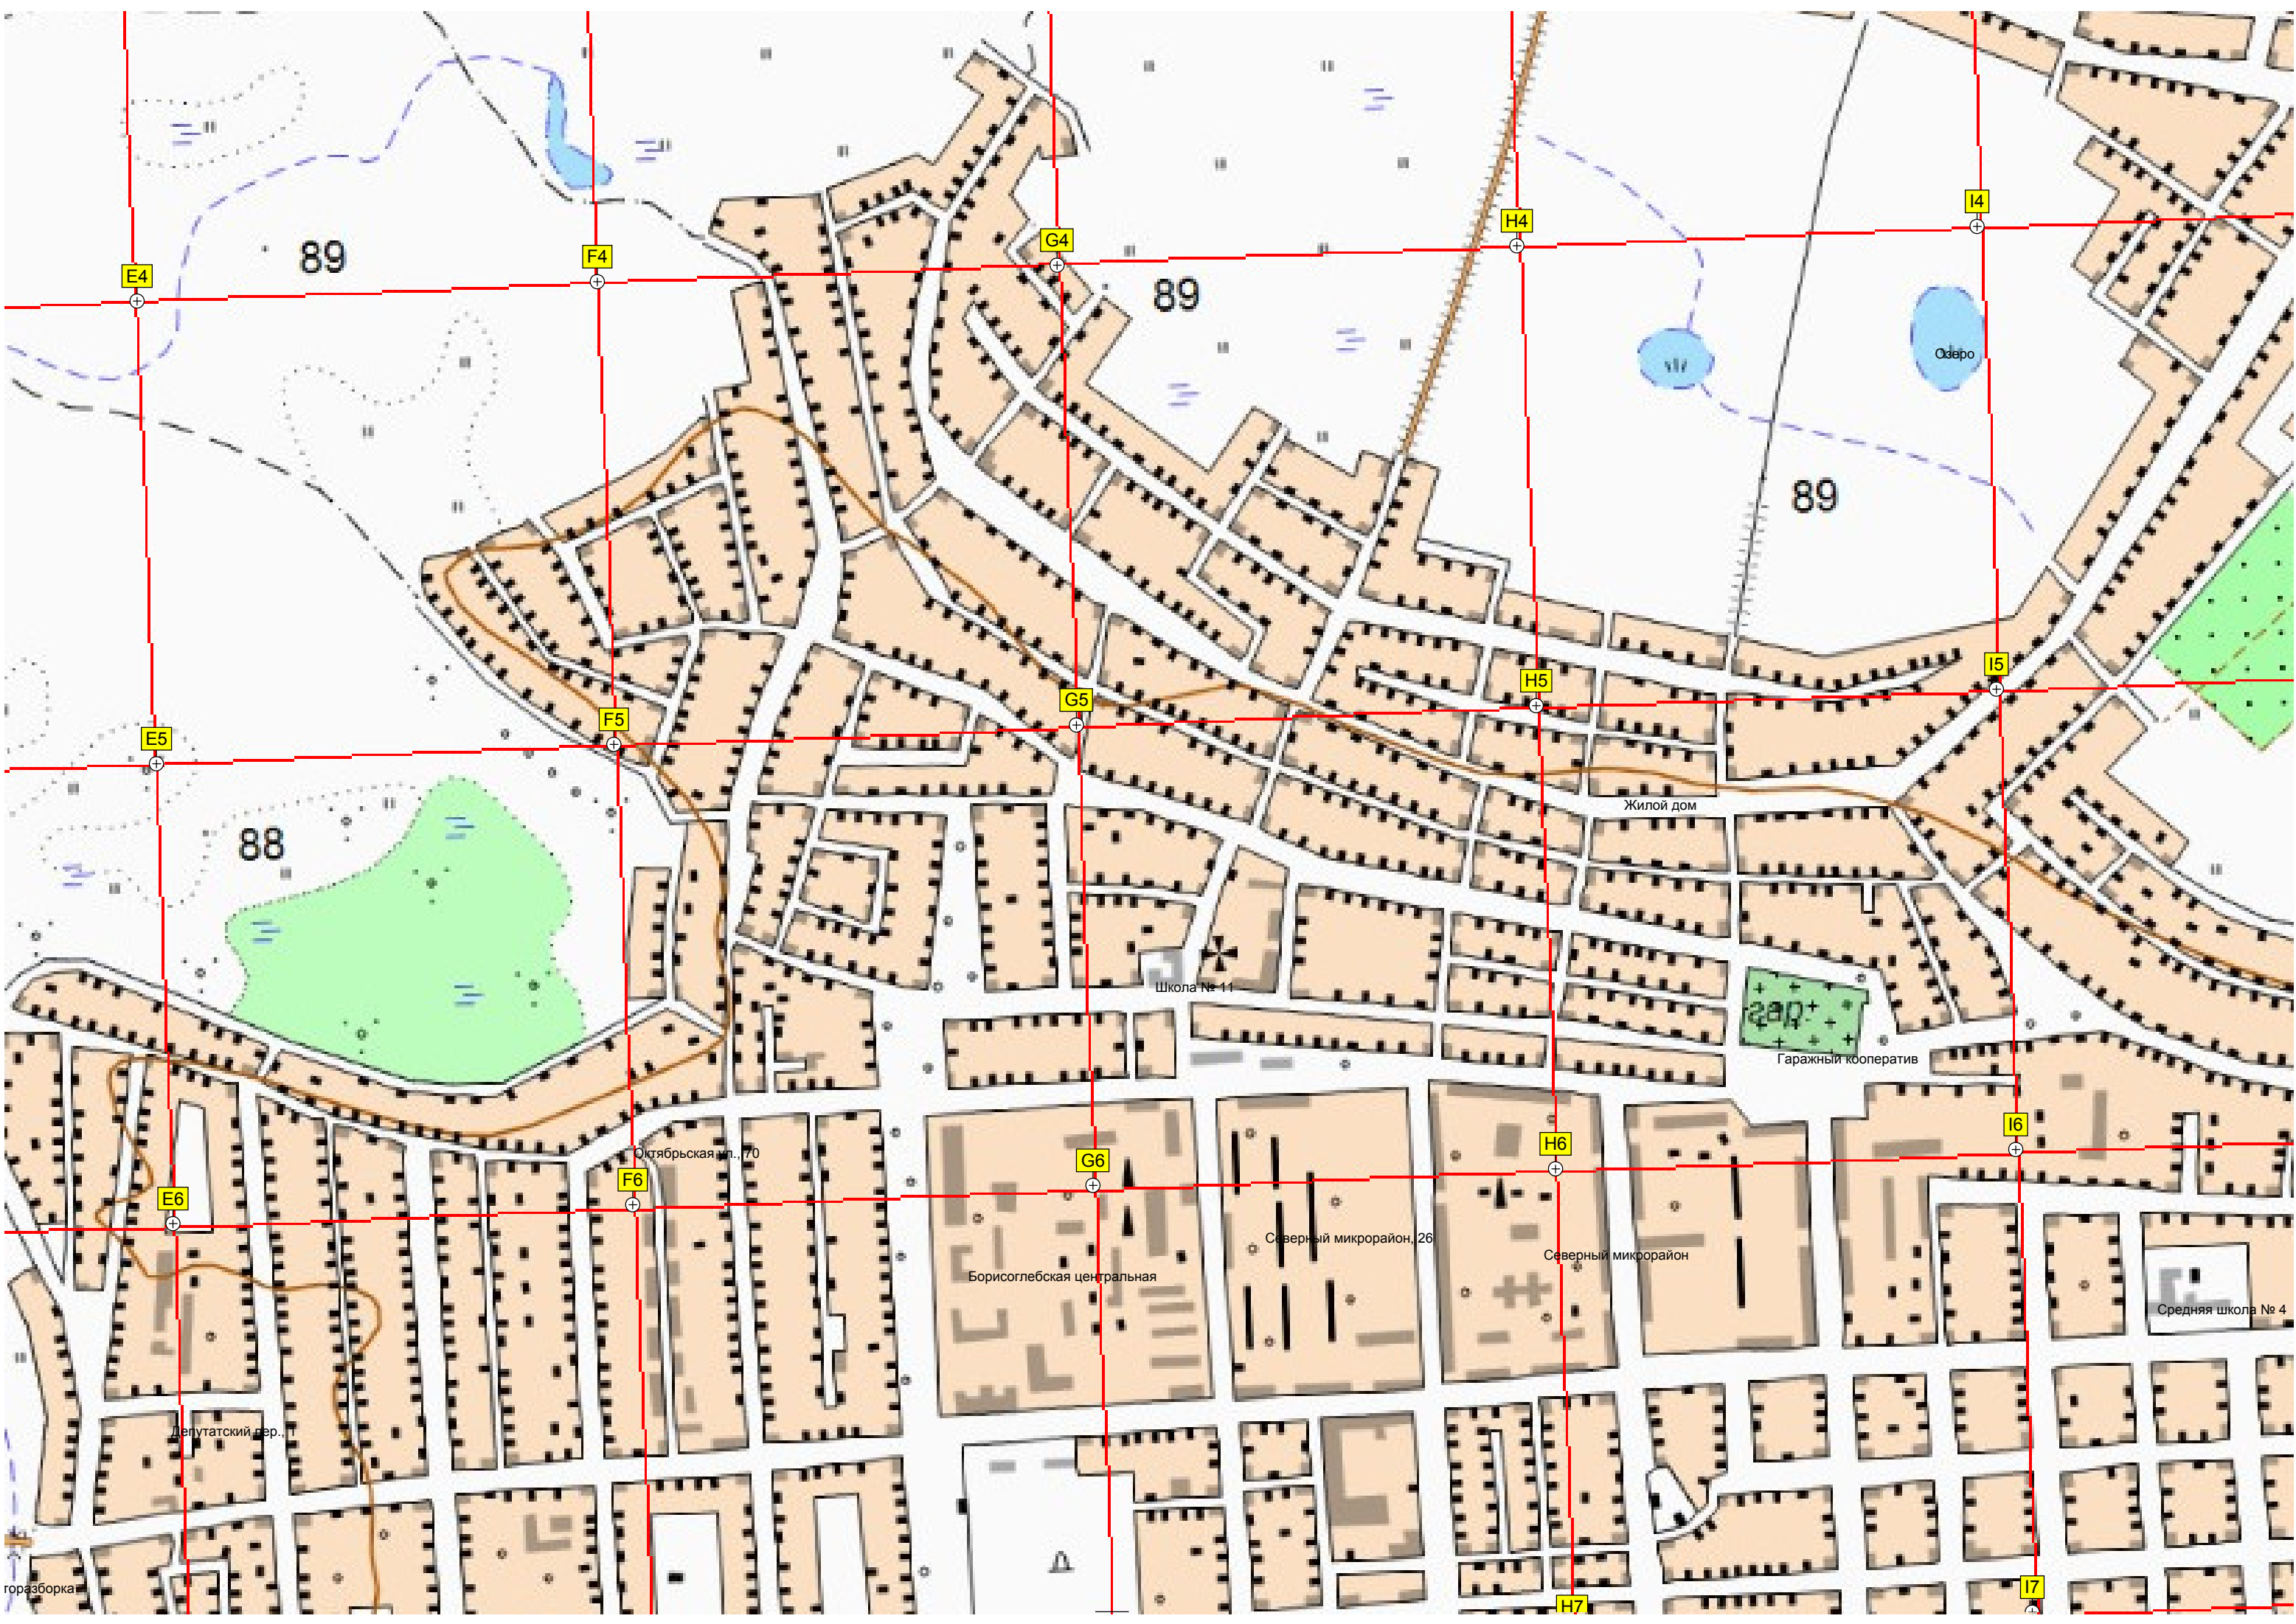 I4
H4
G4
89
F4
E4
89
Озеро
89
I5
H5
G5
F5
E5
Жилой дом
88
Школа № 11
гар.
Гаражный кооператив
I6
H6
Октябрьская ул., 70
G6
F6
E6
Северный микрорайон, 26
Северный микрорайон
Борисоглебская центральная
Средняя школа № 4
Депутатский пер., 1
горазборка
I7
H7